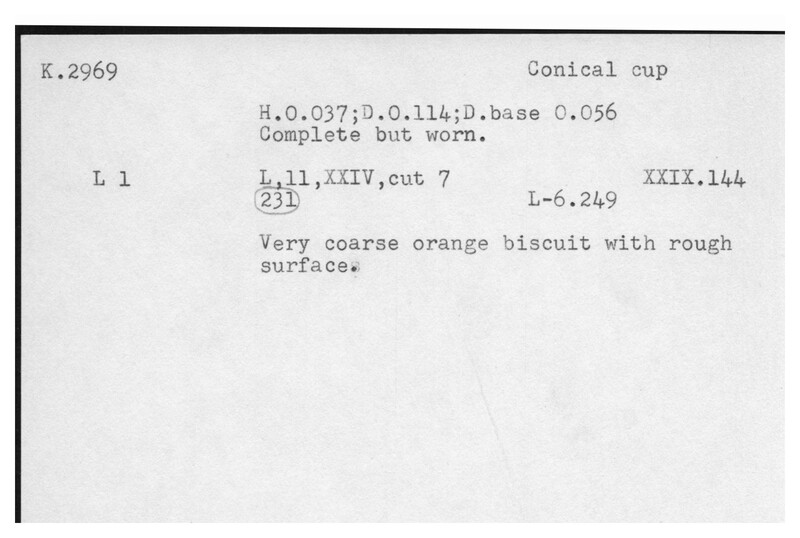 K.2969 Conical cup
H.0.037;D.0.114;D.base 0.056
Complete but worn.
L 1 L,11,XXIV,cut 7 XXIX.144
231 L-6.249
Very coarse orange biscuit with rough
surface.